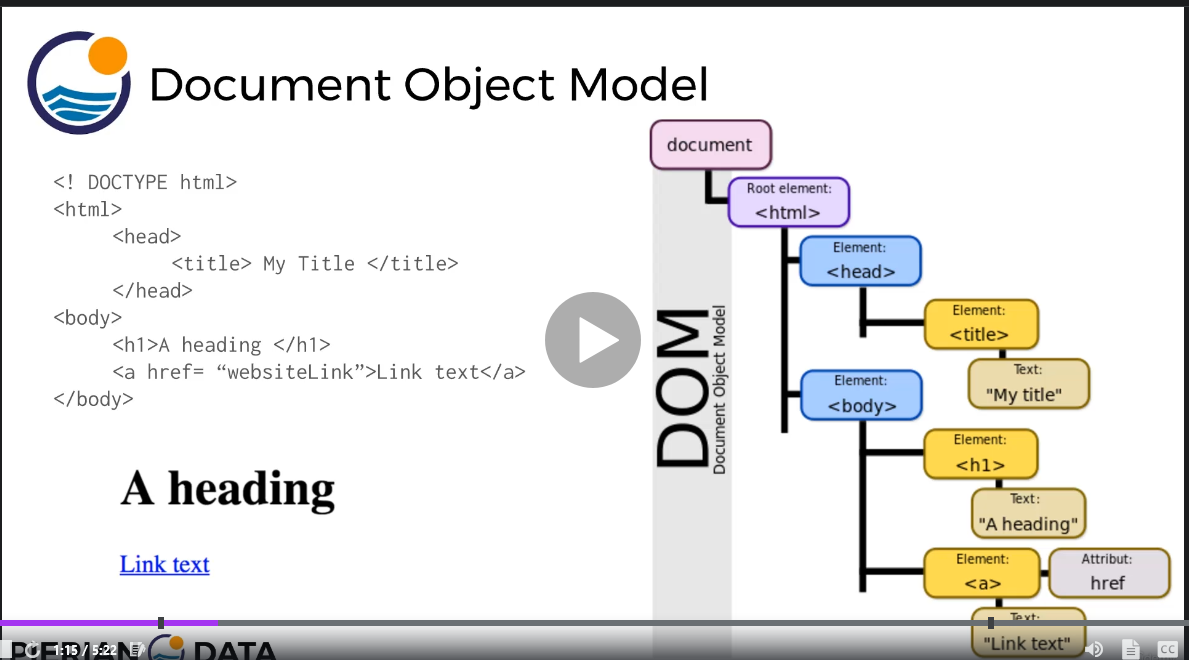 Document Object Model
<! DOCTYPE html>
<html>
<head>
<title> My Title </title>
</head>
<body>
<h1>A heading </h1>
<a href= “websiteLink”>Link text</a>
</body>
A heading
Link text
document
Root element:
<html>
Element:
<head>
Element:
<title>
Text:
"My title"
Element:
<body>
Element:
<h1>
Text:
"A heading"
Element:
<a>
Attribut:
href
Text:
"Link text"
DOM
Document Object Model
PIERIAN DATA
1:15 / 5:22
CC